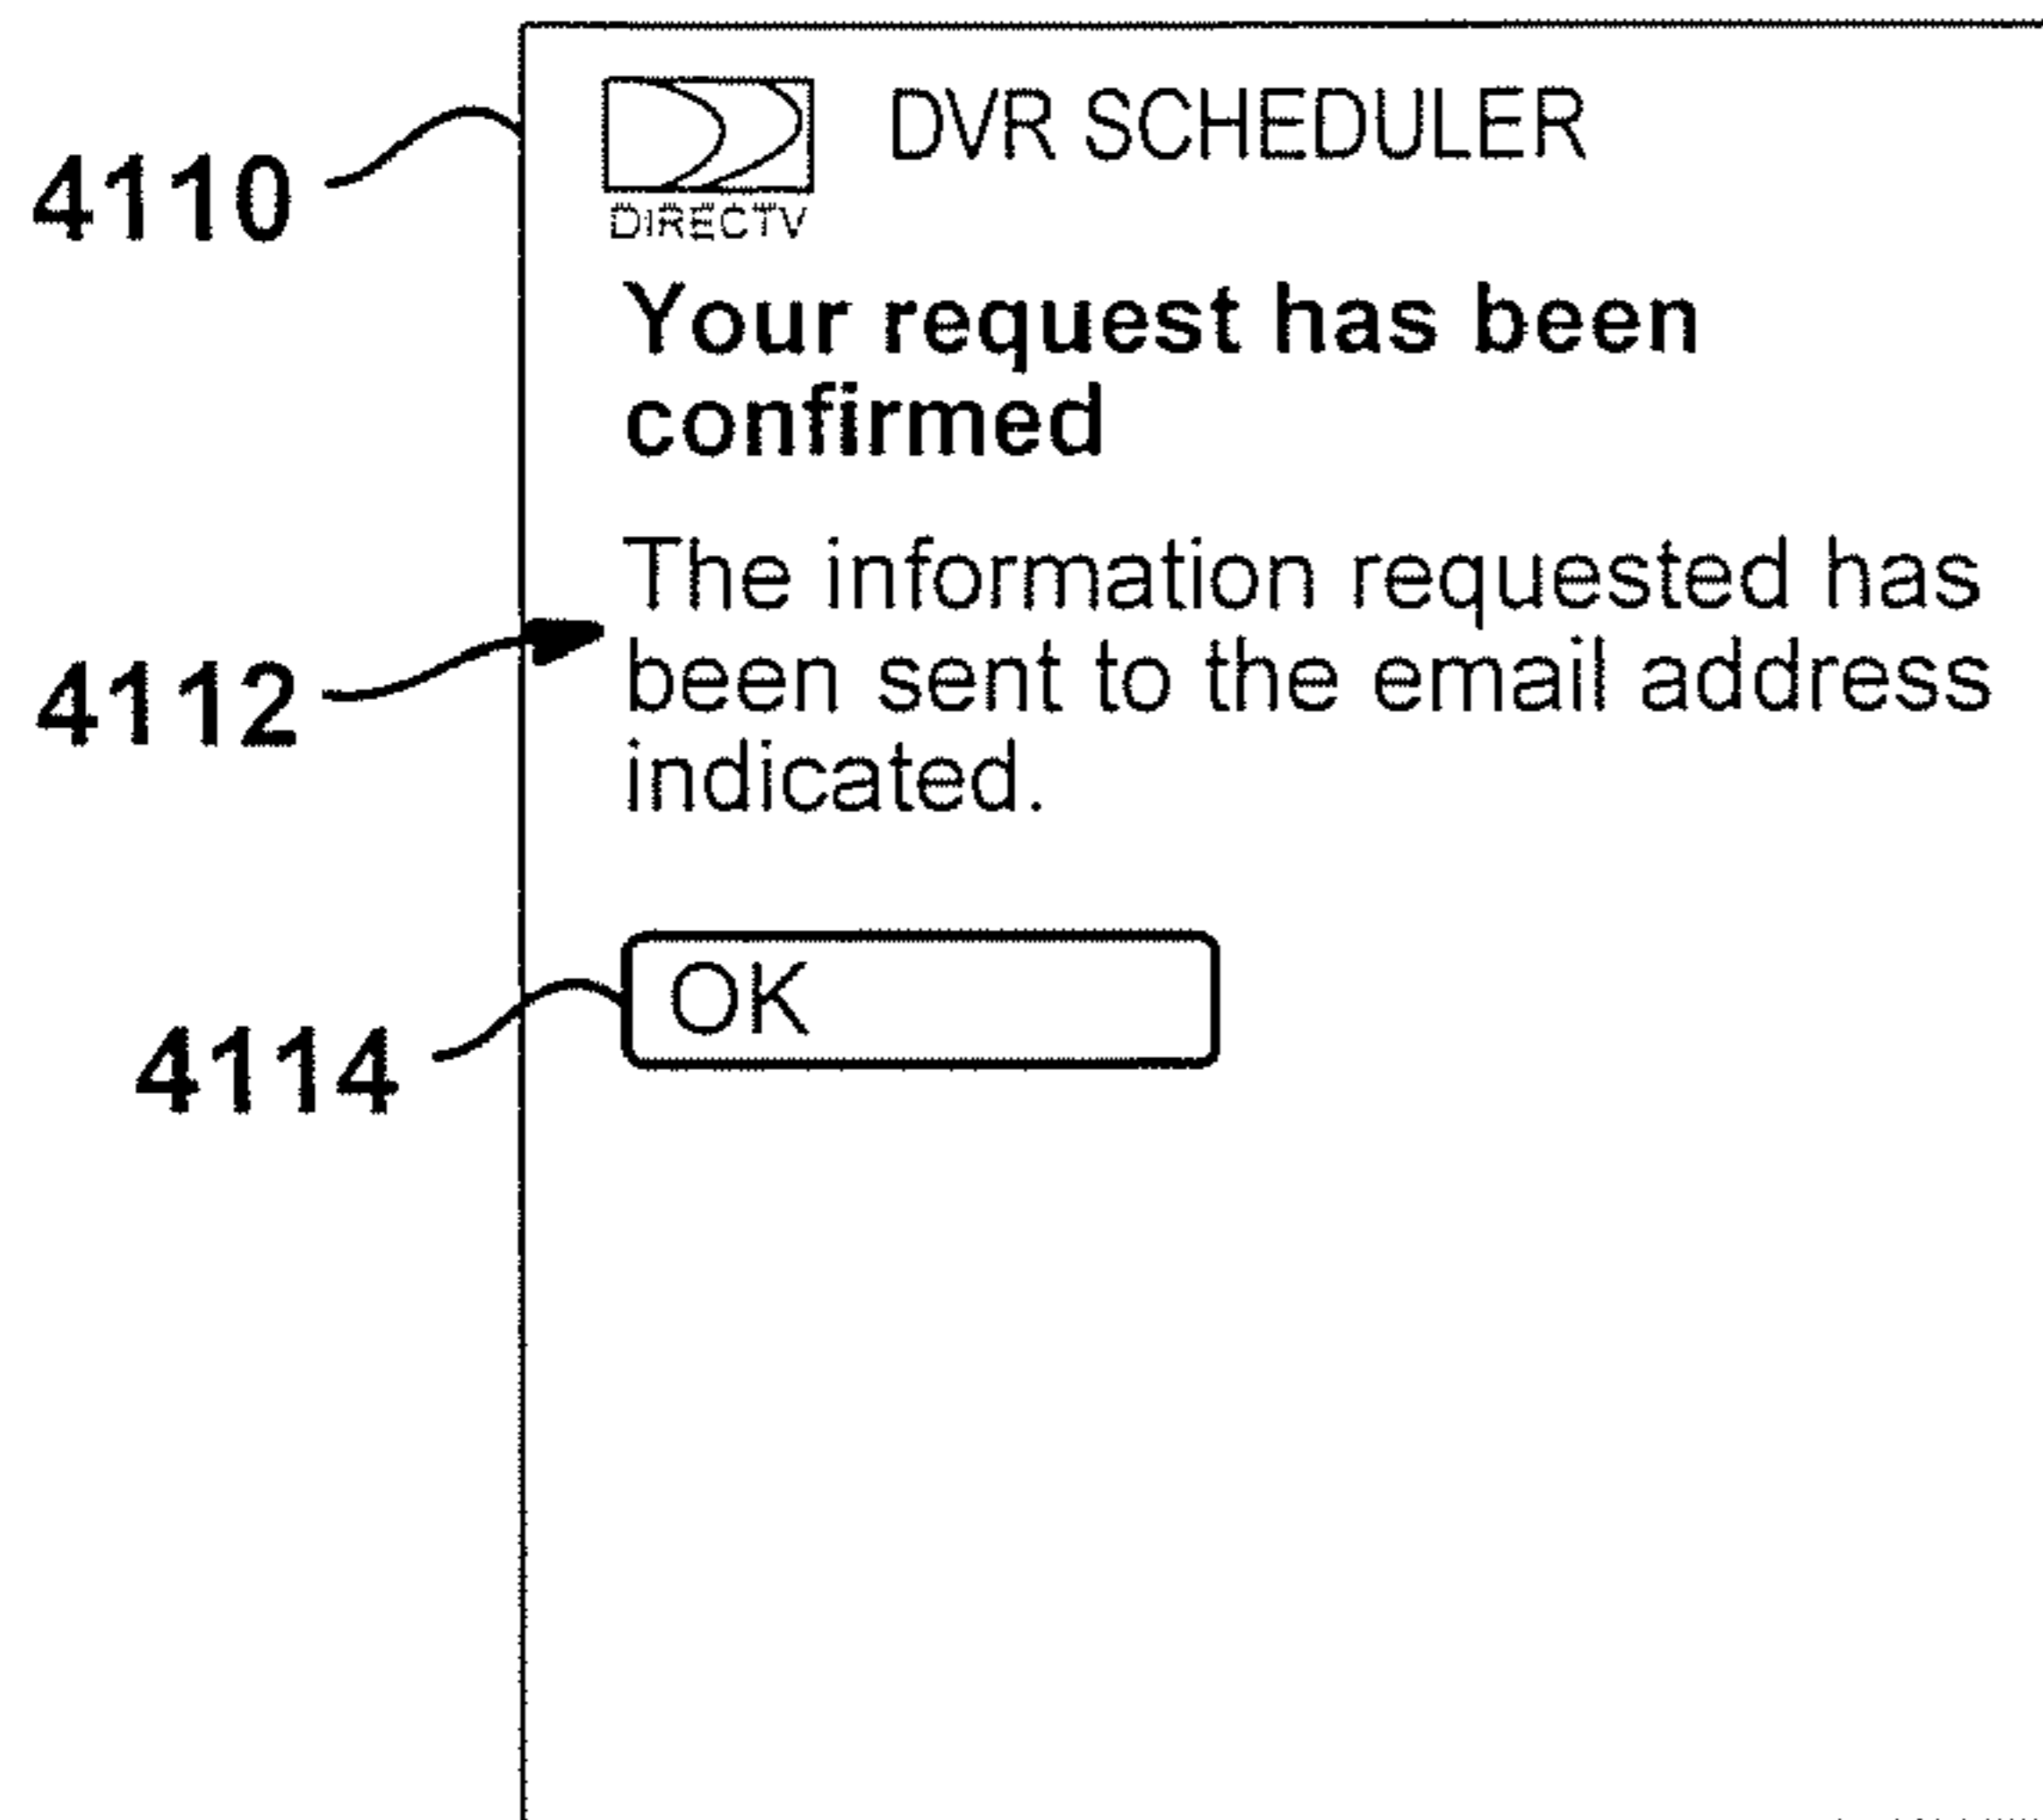 4110
DIRECTV
DVR SCHEDULER
Your request has been
confirmed
The information requested has
been sent to the email address
indicated.
4112
OK
4114